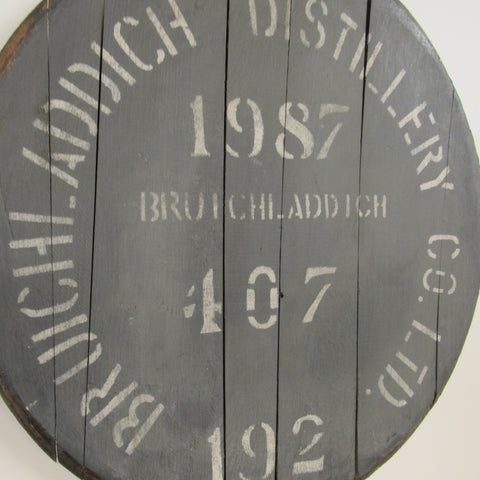 BRUICHLADDICH DISTILLERY CO. LTD.
1987
BRUICHLADDICH
407
192